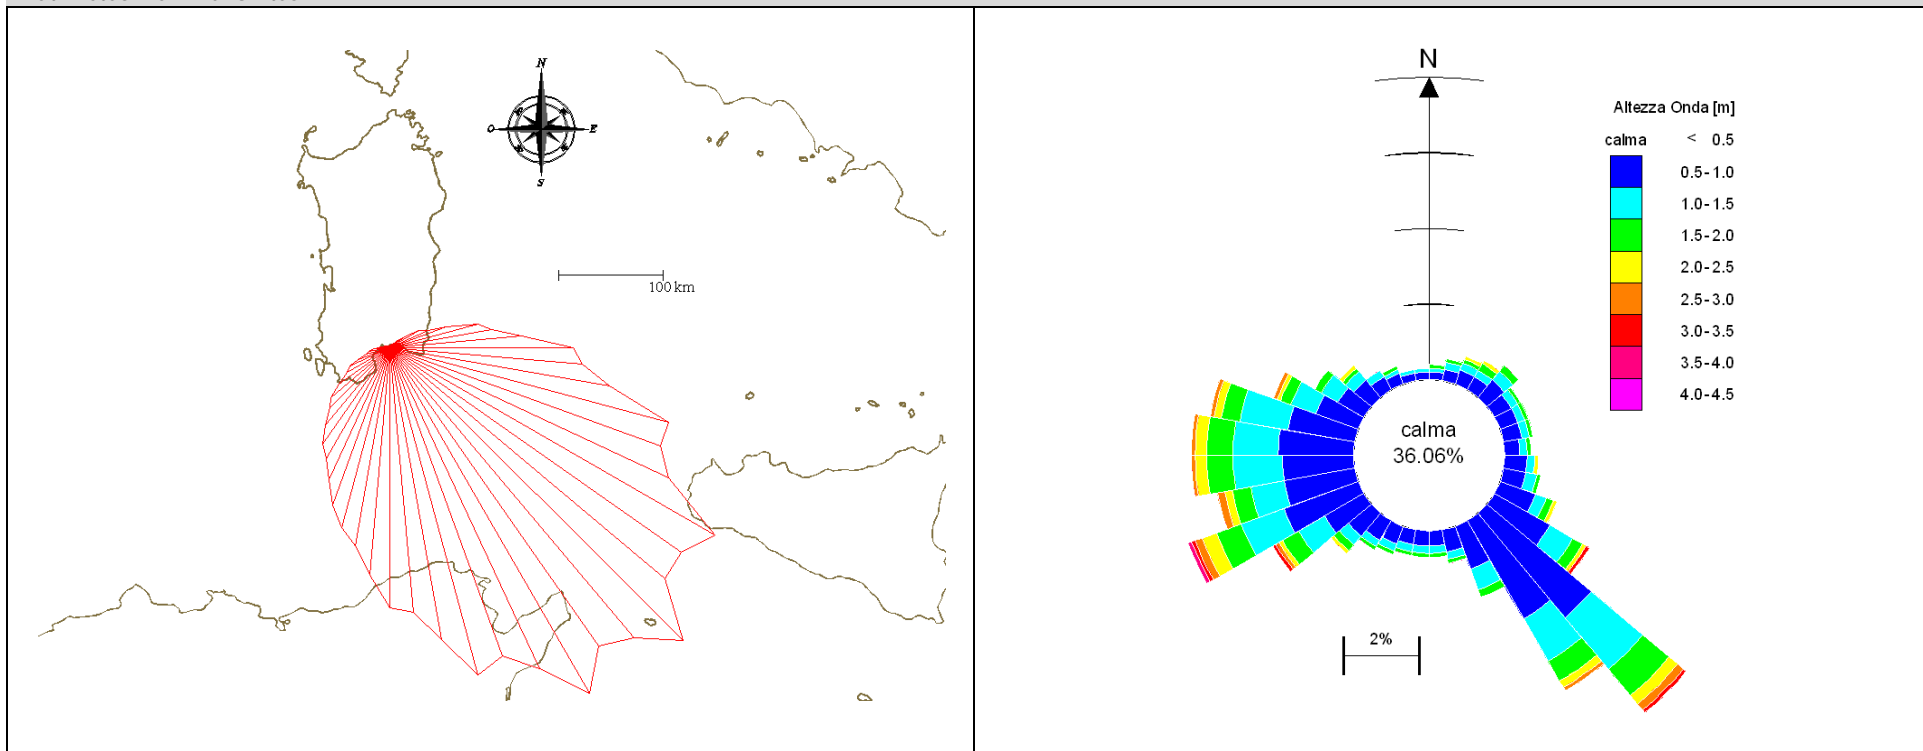 N
O
E
S
100 km
N
Altezza Onda [m]
calma < 0.5
0.5-1.0
1.0-1.5
1.5-2.0
2.0-2.5
2.5-3.0
3.0-3.5
3.5-4.0
4.0-4.5
calma
36.06%
2%